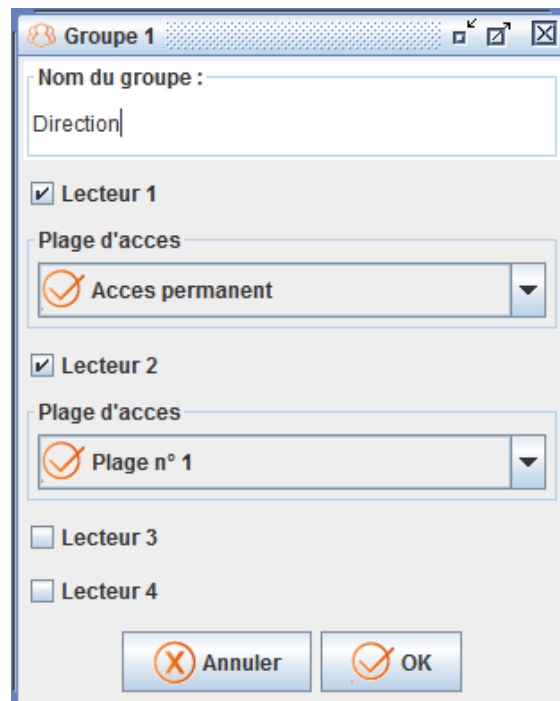 Groupe 1
Nom du groupe :
Direction
Lecteur 1
Plage d'acces
Acces permanent
Lecteur 2
Plage d'acces
Plage n° 1
Lecteur 3
Lecteur 4
Annuler OK